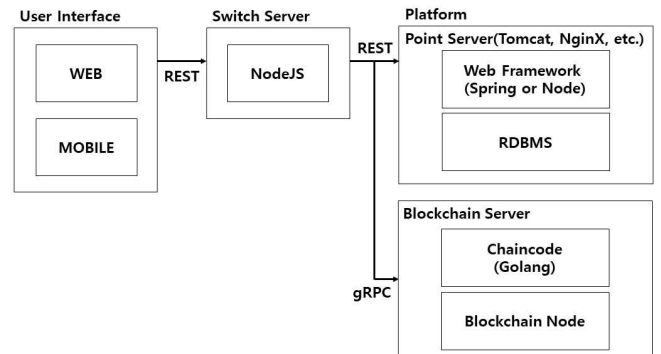 User Interface
WEB
MOBILE
REST
Switch Server
NodeJS
REST
gRPC
Platform
Point Server(Tomcat, NginX, etc.)
Web Framework
(Spring or Node)
RDBMS
Blockchain Server
Chaincode
(Golang)
Blockchain Node